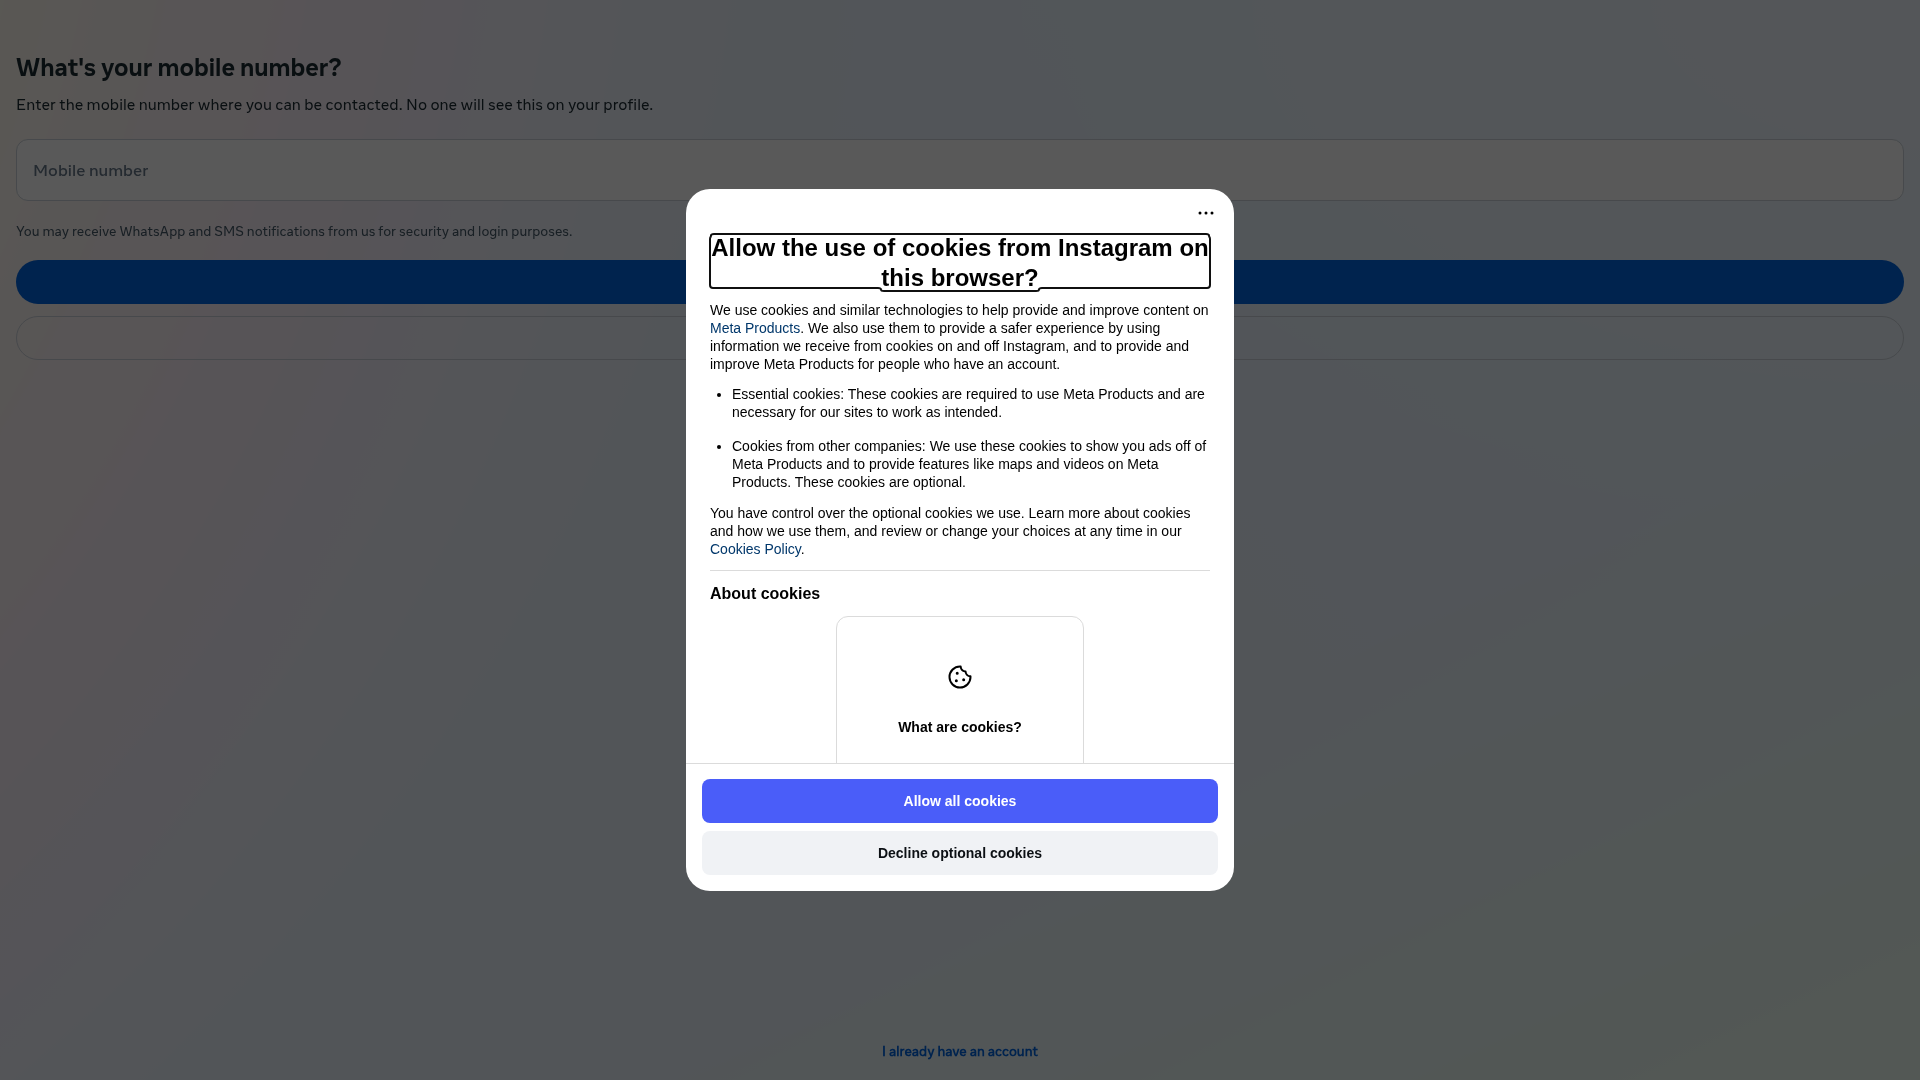 What's your mobile number?
Enter the mobile number where you can be contacted. No one will see this on your profile.
Mobile number
You may receive WhatsApp and SMS notifications from us for security and login purposes.
Allow the use of cookies from Instagram on
this browser?
We use cookies and similar technologies to help provide and improve content on
Meta Products. We also use them to provide a safer experience by using
information we receive from cookies on and off Instagram, and to provide and
improve Meta Products for people who have an account.
• Essential cookies: These cookies are required to use Meta Products and are
necessary for our sites to work as intended.
• Cookies from other companies: We use these cookies to show you ads off of
Meta Products and to provide features like maps and videos on Meta
Products. These cookies are optional.
You have control over the optional cookies we use. Learn more about cookies
and how we use them, and review or change your choices at any time in our
Cookies Policy.
About cookies
What are cookies?
Allow all cookies
Decline optional cookies
I already have an account